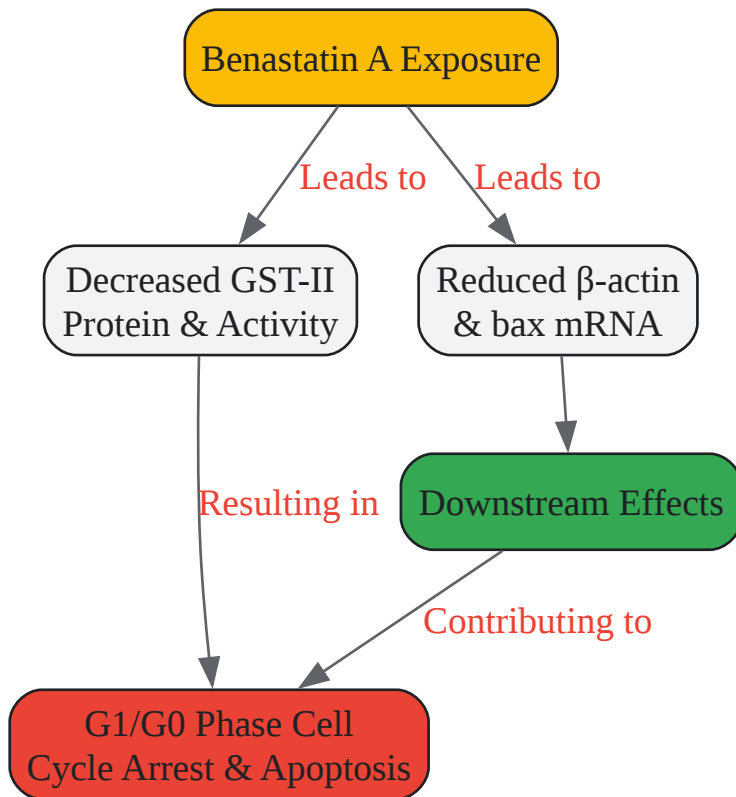 Benastatin A Exposure
Leads to
Leads to
Decreased GST-II
Protein & Activity
Reduced β-actin
& bax mRNA
Resulting in
Downstream Effects
Contributing to
G1/G0 Phase Cell
Cycle Arrest & Apoptosis